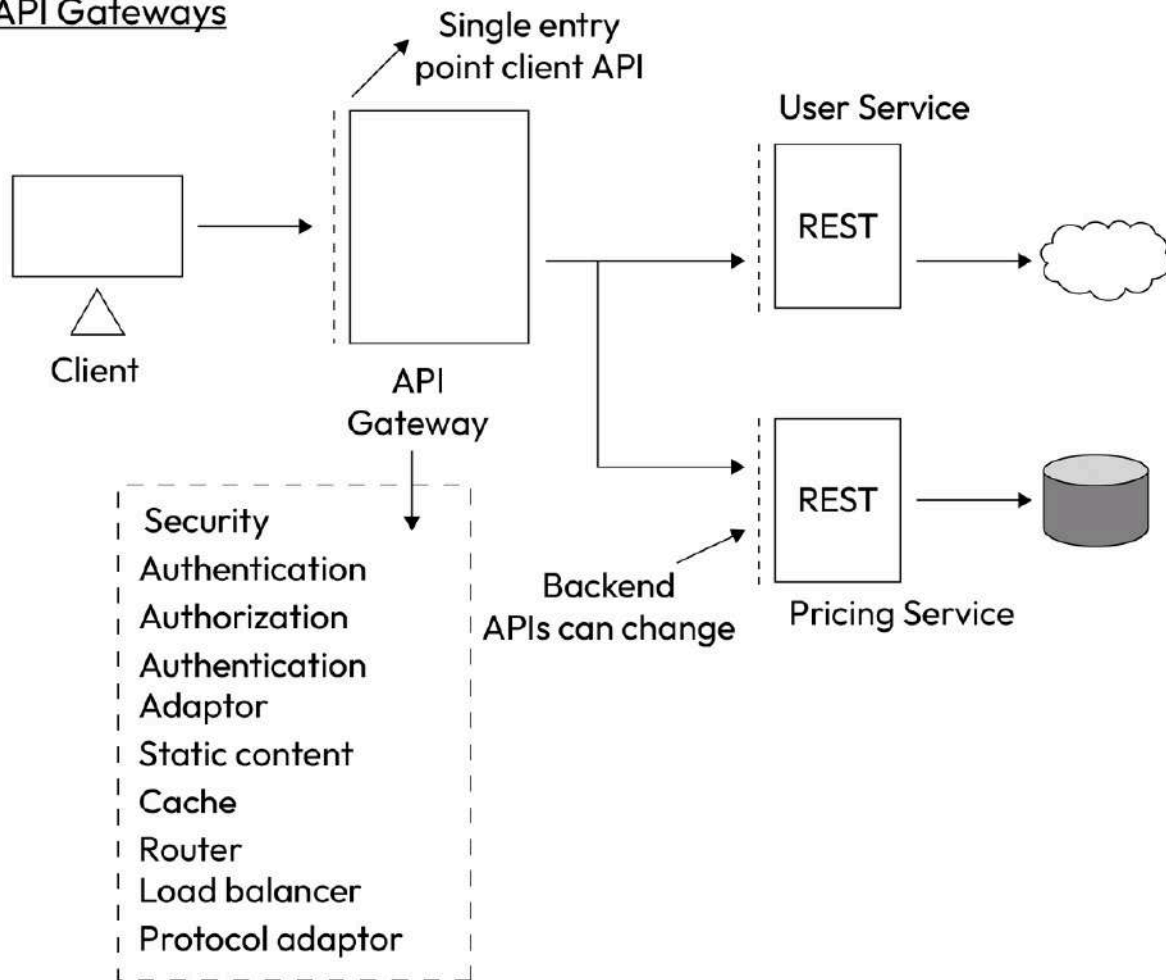 API Gateways
Single entry
point client API
User Service
REST
Client
API
Gateway
Security
Authentication
Authorization
Authentication
Adaptor
Static content
Cache
Router
Load balancer
Protocol adaptor
REST
Backend
APIs can change
Pricing Service